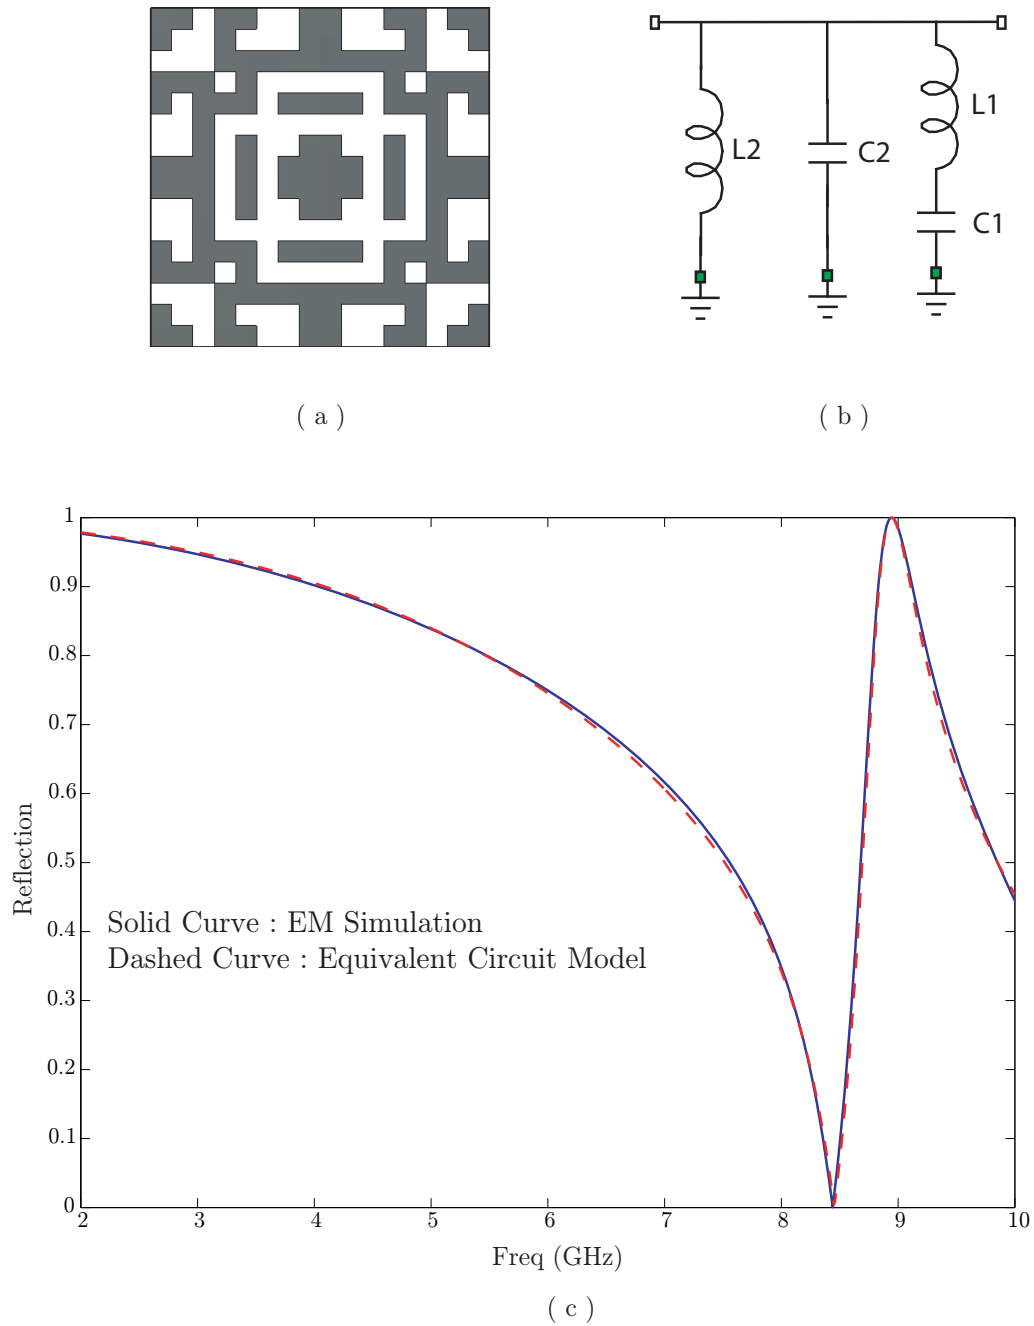 L2
C2
L1
C1
( a )
( b )
1
0.9
0.8
0.7
0.6
0.5
0.4
0.3
0.2
0.1
0
Reflection
Solid Curve : EM Simulation
Dashed Curve : Equivalent Circuit Model
2 3 4 5 6 7 8 9 10
Freq (GHz)
( c )